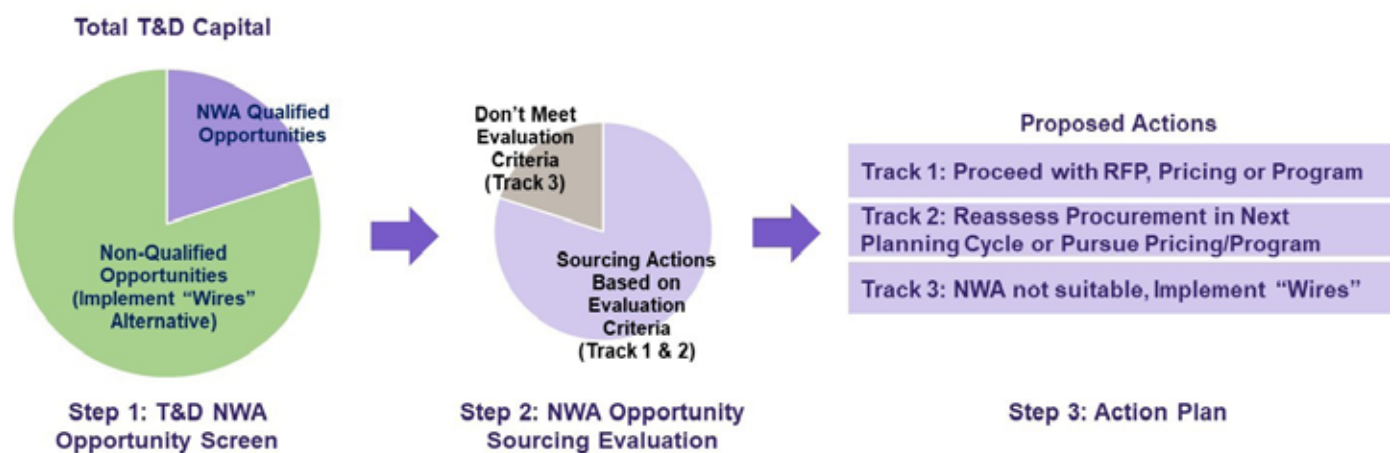 Total T&D Capital
NWA Qualified
Opportunities
Non-Qualified
Opportunities
(Implement “Wires”
Alternative)
Step 1: T&D NWA
Opportunity Screen
Don’t Meet
Evaluation
Criteria
(Track 3)
Sourcing Actions
Based on
Evaluation
Criteria
(Track 1 & 2)
Step 2: NWA Opportunity
Sourcing Evaluation
Proposed Actions
Track 1: Proceed with RFP, Pricing or Program
Track 2: Reassess Procurement in Next
Planning Cycle or Pursue Pricing/Program
Track 3: NWA not suitable, Implement “Wires”
Step 3: Action Plan